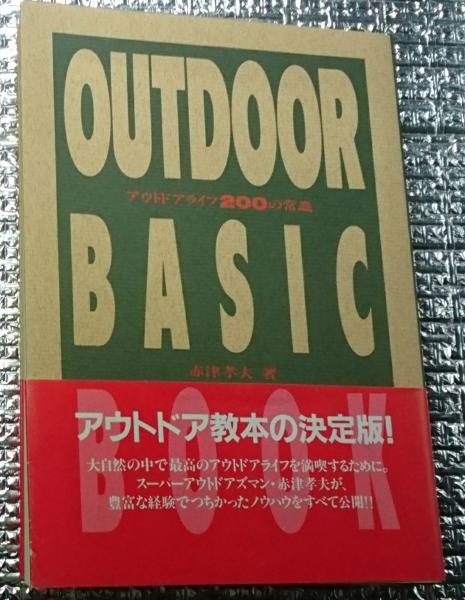 OUTDOOR
アウトドアライフ200の常識
BASIC
赤津孝夫 著
BOOK
アウトドア教本の決定版!
大自然の中で最高のアウトドアライフを満喫するために。
スーパーアウトドアズマン・赤津孝夫が、
豊富な経験でつちかったノウハウをすべて公開!!